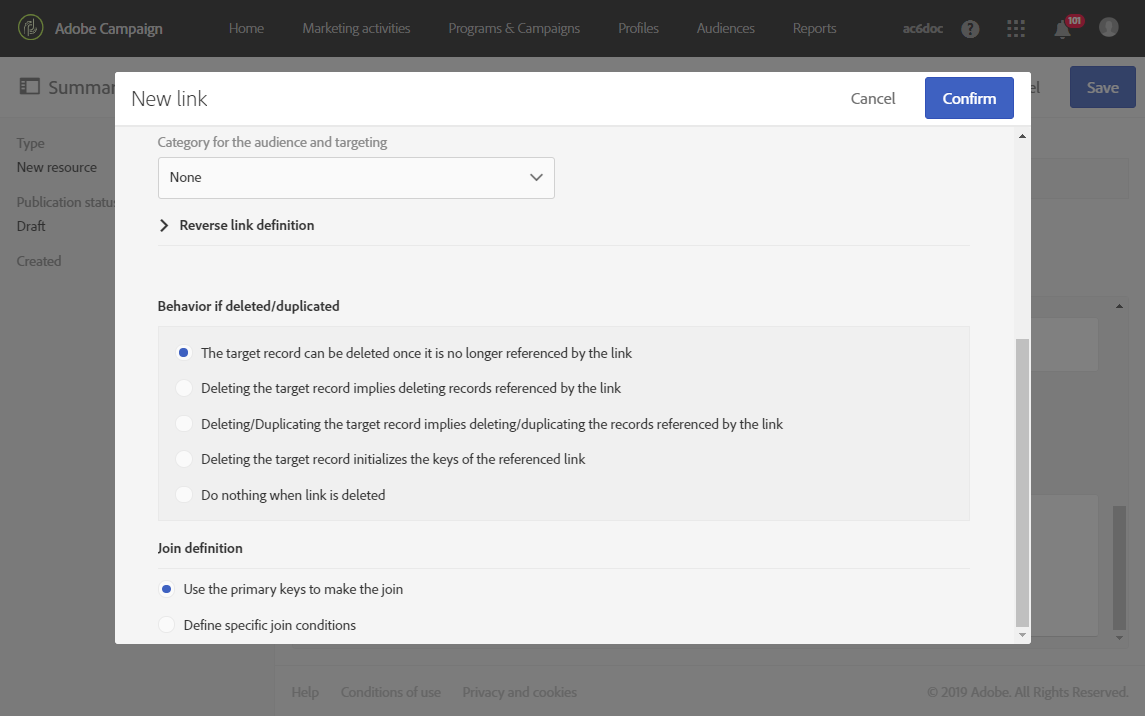 Adobe Campaign Home Marketing activities Programs & Campaigns Profiles Audiences Reports ac6doc ? 101
Summar
el Save
Type
New resource
Publication status
Draft
Created
New link Cancel Confirm
Category for the audience and targeting
None
Reverse link definition
Behavior if deleted/duplicated
The target record can be deleted once it is no longer referenced by the link
Deleting the target record implies deleting records referenced by the link
Deleting/Duplicating the target record implies deleting/duplicating the records referenced by the link
Deleting the target record initializes the keys of the referenced link
Do nothing when link is deleted
Join definition
Use the primary keys to make the join
Define specific join conditions
Help Conditions of use Privacy and cookies © 2019 Adobe. All Rights Reserved.